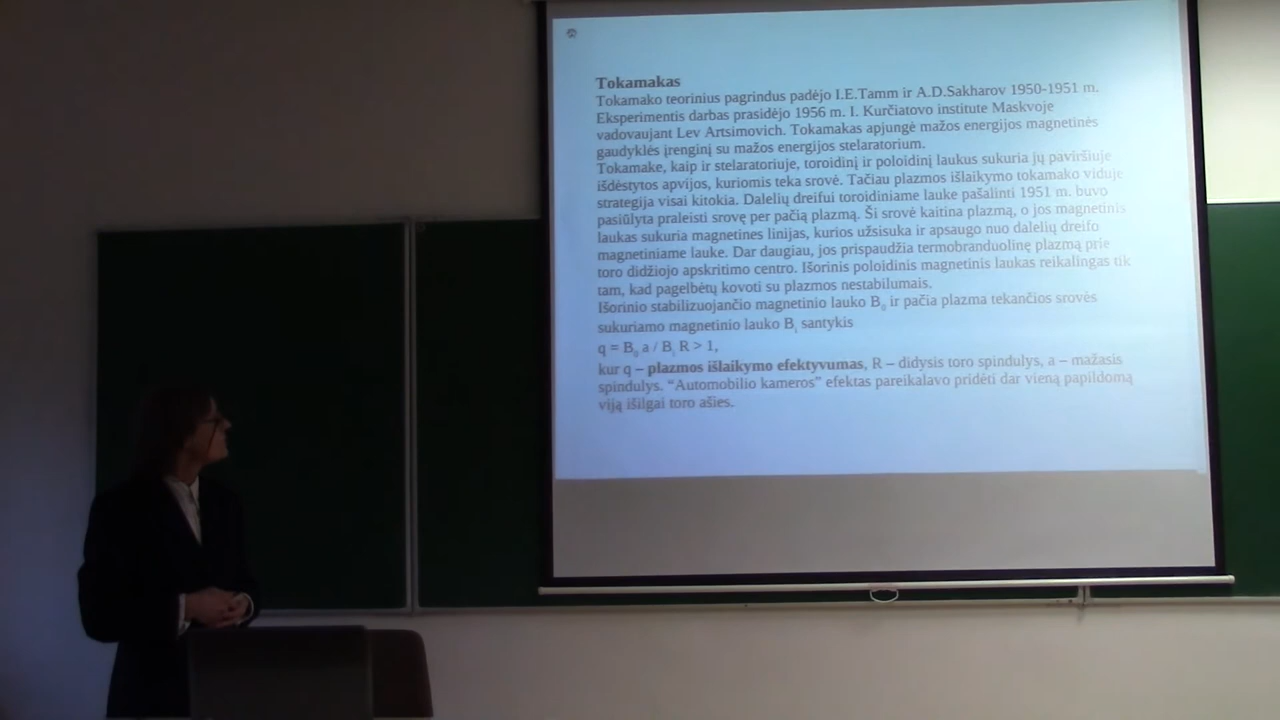 Tokamakas
Tokamako teorinius pagrindus padėjo I.E.Tamm ir A.D.Sakharov 1950-1951 m.
Eksperimentis darbas prasidėjo 1956 m. I. Kurčiatovo institute Maskvoje
vadovaujant Lev Artsimovich. Tokamakas apjungė mažos energijos magnetinės
gaudyklės įrenginį su mažos energijos stelaratorium.
Tokamake, kaip ir stelaratoriuje, toroidinį ir poloidinį laukus sukuria jų paviršiuje
išdėstytos apvijos, kuriomis teka srovė. Tačiau plazmos išlaikymo tokamako viduje
strategija visai kitokia. Dalelių dreifui toroidiniame lauke pašalinti 1951 m. buvo
pasiūlyta praleisti srovę per pačią plazmą. Ši srovė kaitina plazmą, o jos magnetinis
laukas sukuria magnetines linijas, kurios užsisuka ir apsaugo nuo dalelių dreifo
magnetiniame lauke. Dar daugiau, jos prispaudžia termobranduolinę plazmą prie
toro didžiojo apskritimo centro. Išorinis poloidinis magnetinis laukas reikalingas tik
tam, kad pagelbėtų kovoti su plazmos nestabilumais.
Išorinio stabilizuojančio magnetinio lauko B₀ ir pačia plazma tekančios srovės
sukuriamo magnetinio lauko Bᵢ santykis
q = B₀ a / Bᵢ R > 1,
kur q – plazmos išlaikymo efektyvumas, R – didysis toro spindulys, a – mažasis
spindulys. “Automobilio kameros” efektas pareikalavo pridėti dar vieną papildomą
viją išilgai toro ašies.